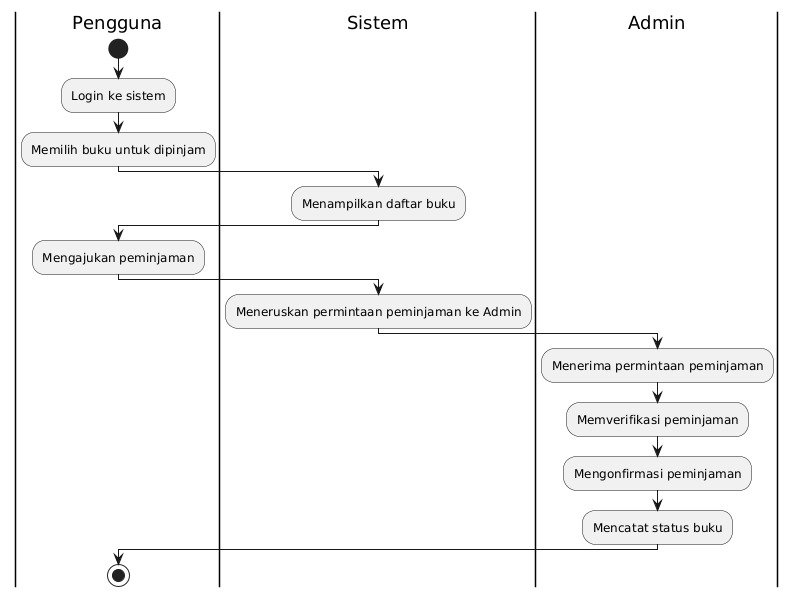 Pengguna
Sistem
Admin
Login ke sistem
Memilih buku untuk dipinjam
Menampilkan daftar buku
Mengajukan peminjaman
Meneruskan permintaan peminjaman ke Admin
Menerima permintaan peminjaman
Memverifikasi peminjaman
Mengonfirmasi peminjaman
Mencatat status buku